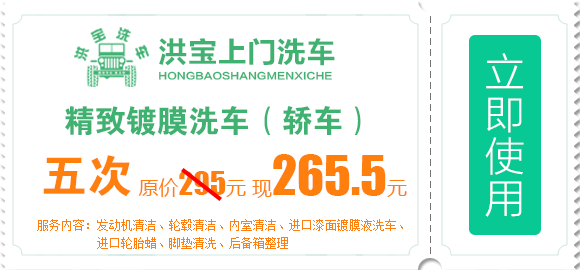 洪宝洗车
洪宝上门洗车
HONGBAOSHANGMENXICHE
精致镀膜洗车（轿车）
五次 原价295元 现265.5元
服务内容：发动机清洁、轮毂清洁、内室清洁、进口漆面镀膜液洗车、
进口轮胎蜡、脚垫清洗、后备箱整理
立即使用